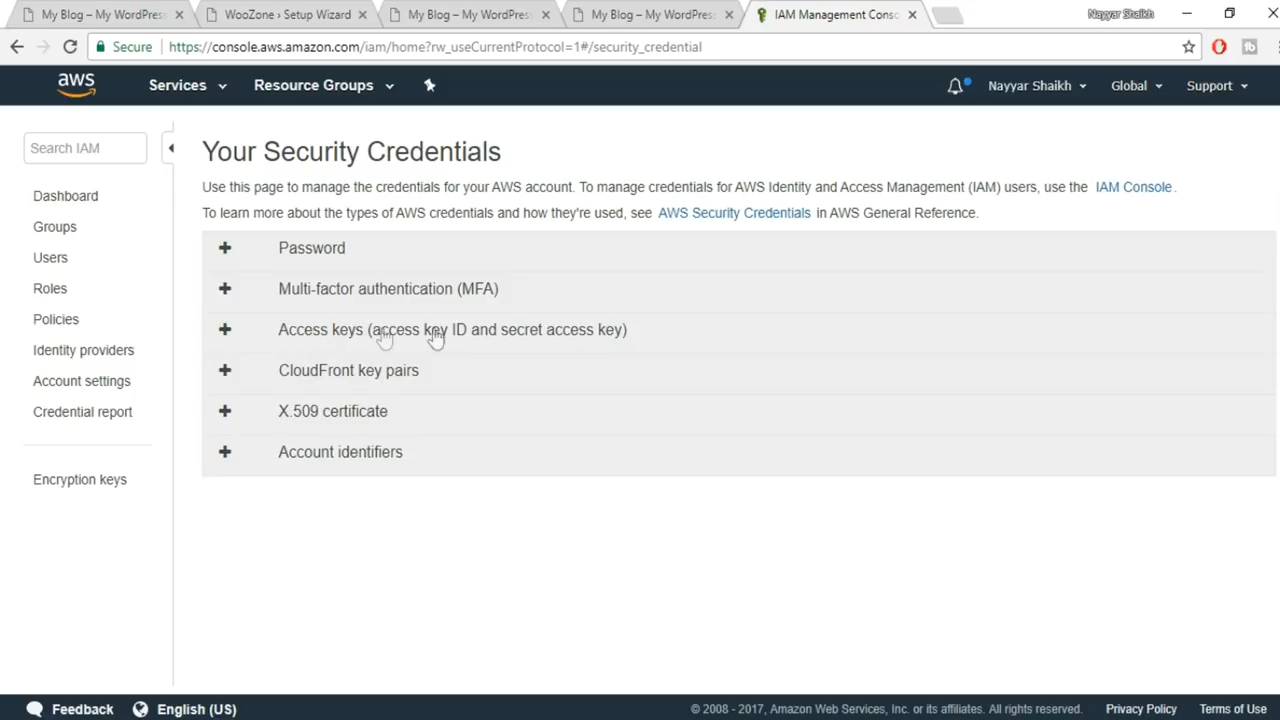 My Blog – My WordPress
WooZone › Setup Wizard
My Blog – My WordPress
My Blog – My WordPress
IAM Management Conso
Nayyar Shaikh
Secure
https://console.aws.amazon.com/iam/home?rw_useCurrentProtocol=1#/security_credential
aws
Services
Resource Groups
Nayyar Shaikh
Global
Support
Search IAM
Dashboard
Groups
Users
Roles
Policies
Identity providers
Account settings
Credential report
Encryption keys
Your Security Credentials
Use this page to manage the credentials for your AWS account. To manage credentials for AWS Identity and Access Management (IAM) users, use the IAM Console.
To learn more about the types of AWS credentials and how they're used, see AWS Security Credentials in AWS General Reference.
Password
Multi-factor authentication (MFA)
Access keys (access key ID and secret access key)
CloudFront key pairs
X.509 certificate
Account identifiers
Feedback
English (US)
© 2008 - 2017, Amazon Web Services, Inc. or its affiliates. All rights reserved.
Privacy Policy
Terms of Use